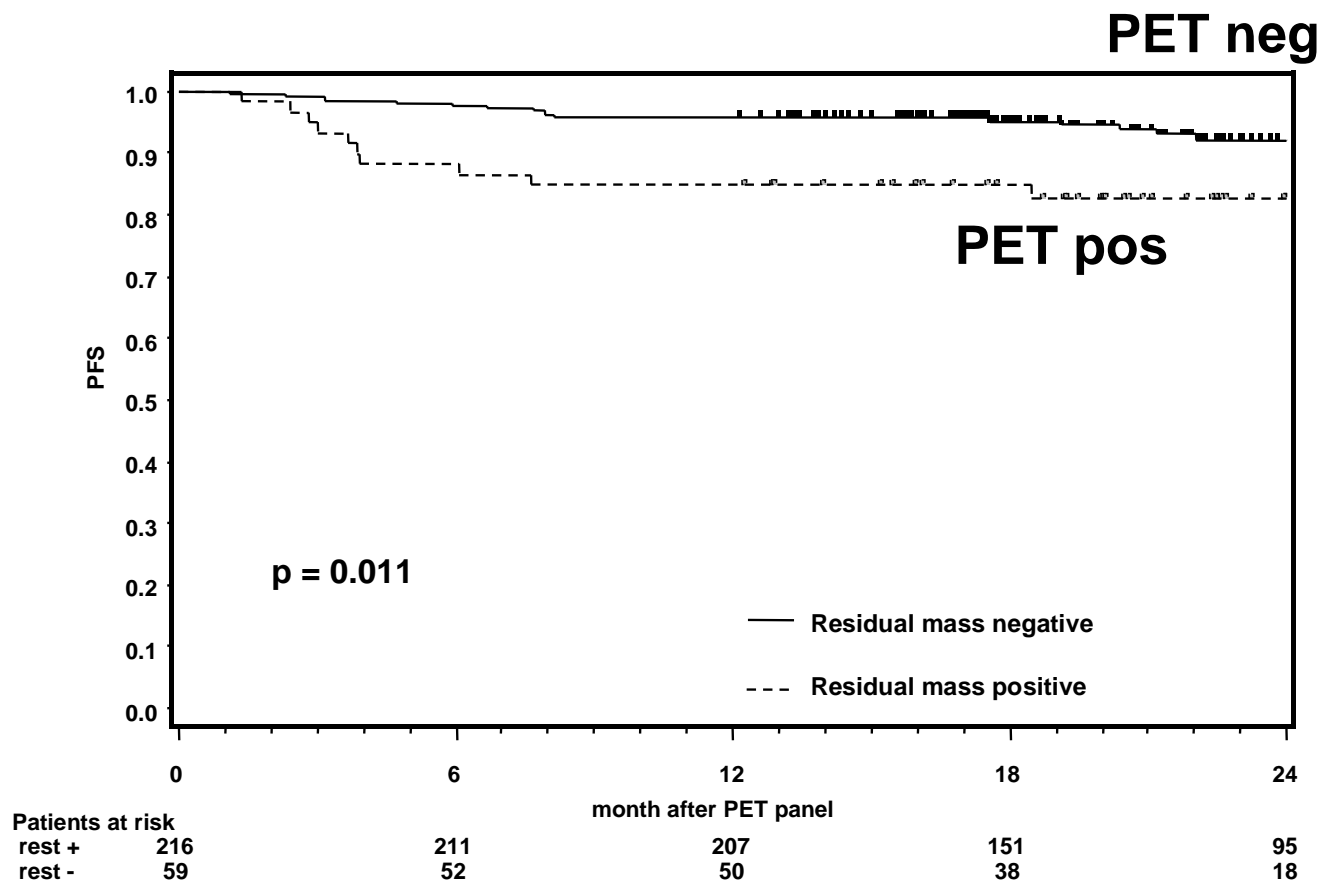 PET neg
1.0
0.9
0.8
PET pos
0.7
0.6
PFS
0.5
0.4
0.3
p = 0.011
0.2
Residual mass negative
0.1
Residual mass positive
0.0
0 6 12 18 24
month after PET panel
Patients at risk
rest + 216 211 207 151 95
rest - 59 52 50 38 18